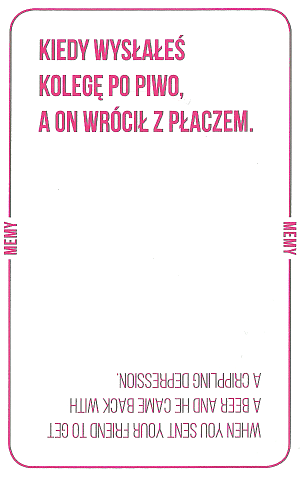 KIEDY WYSŁAŁEŚ
KOLEGĘ PO PIWO,
A ON WRÓCIŁ Z PŁACZEM.
MEMY
MEMY
WHEN YOU SENT YOUR FRIEND TO GET
A BEER AND HE CAME BACK WITH
A CRIPPLING DEPRESSION.